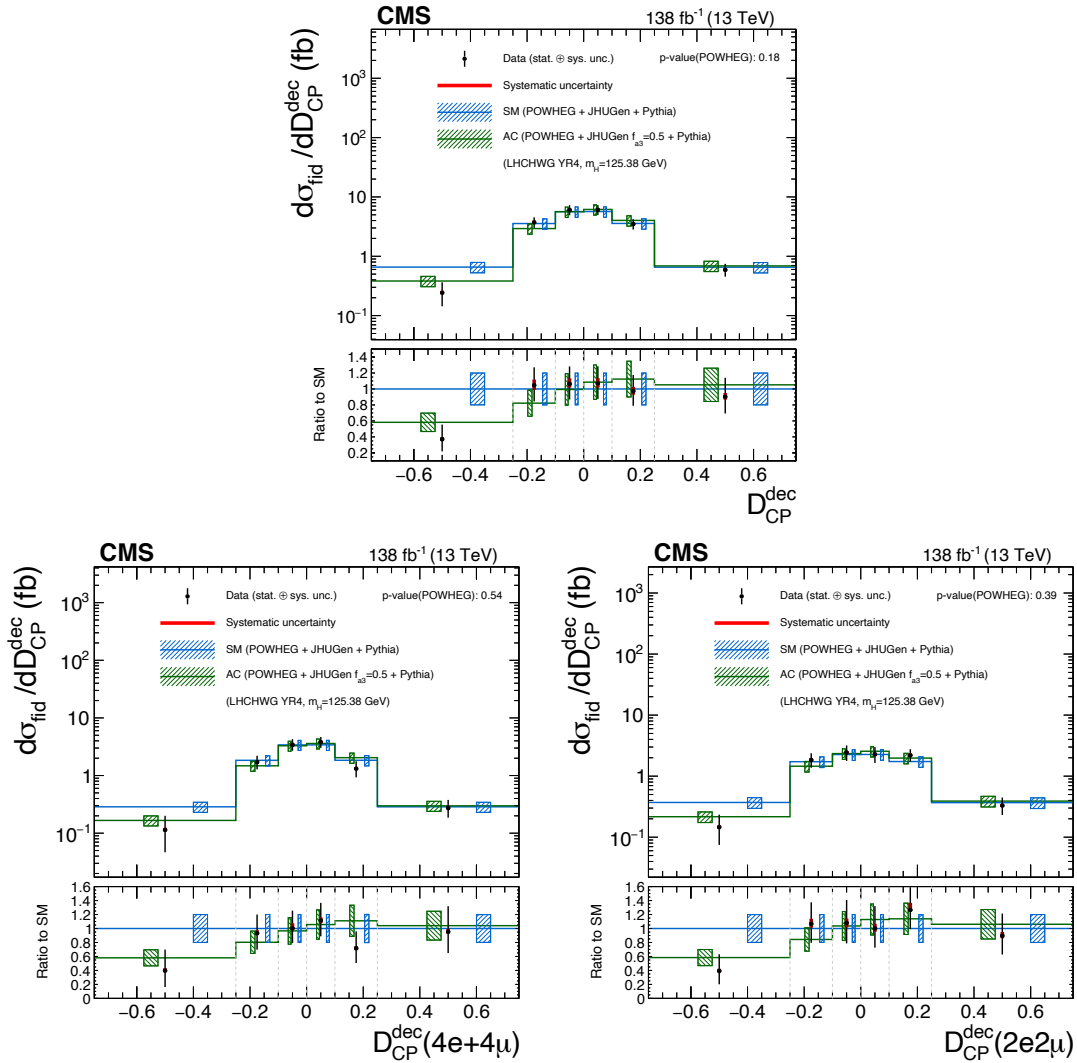 CMS 138 fb⁻¹ (13 TeV)
dσ_fid /dD_CP^dec (fb)
Data (stat. ⊕ sys. unc.) p-value(POWHEG): 0.18
Systematic uncertainty
SM (POWHEG + JHUGen + Pythia)
AC (POWHEG + JHUGen f_a3=0.5 + Pythia)
(LHCHWG YR4, m_H=125.38 GeV)
10³
10²
10
1
10⁻¹
Ratio to SM
1.4
1.2
1
0.8
0.6
0.4
0.2
0
−0.6 −0.4 −0.2 0 0.2 0.4 0.6
D_CP^dec
CMS 138 fb⁻¹ (13 TeV)
dσ_fid /dD_CP^dec (fb)
Data (stat. ⊕ sys. unc.) p-value(POWHEG): 0.54
Systematic uncertainty
SM (POWHEG + JHUGen + Pythia)
AC (POWHEG + JHUGen f_a3=0.5 + Pythia)
(LHCHWG YR4, m_H=125.38 GeV)
10³
10²
10
1
10⁻¹
Ratio to SM
1.6
1.4
1.2
1
0.8
0.6
0.4
0.2
0
−0.6 −0.4 −0.2 0 0.2 0.4 0.6
D_CP^dec(4e+4μ)
CMS 138 fb⁻¹ (13 TeV)
dσ_fid /dD_CP^dec (fb)
Data (stat. ⊕ sys. unc.) p-value(POWHEG): 0.39
Systematic uncertainty
SM (POWHEG + JHUGen + Pythia)
AC (POWHEG + JHUGen f_a3=0.5 + Pythia)
(LHCHWG YR4, m_H=125.38 GeV)
10³
10²
10
1
10⁻¹
Ratio to SM
1.6
1.4
1.2
1
0.8
0.6
0.4
0.2
0
−0.6 −0.4 −0.2 0 0.2 0.4 0.6
D_CP^dec(2e2μ)